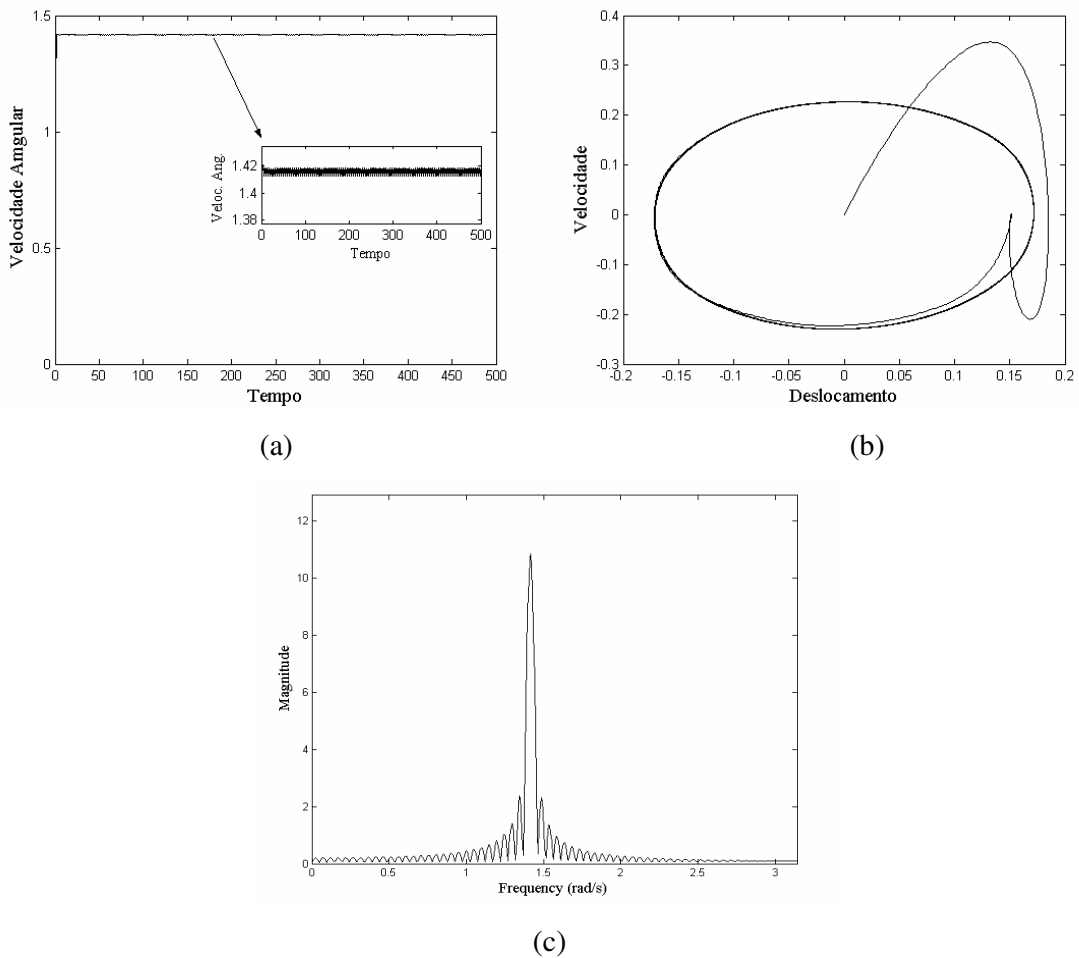 1.5
1
0.5
0
Velocidade Amgular
0 50 100 150 200 250 300 350 400 450 500
Tempo
1.42
1.4
1.38
Veloc. Ang.
0 100 200 300 400 500
Tempo
(a)
0.4
0.3
0.2
0.1
0
-0.1
-0.2
-0.3
Velocidade
-0.2 -0.15 -0.1 -0.05 0 0.05 0.1 0.15 0.2
Deslocamento
(b)
12
10
8
6
4
2
0
Magnitude
0 0.5 1 1.5 2 2.5 3
Frequency (rad/s)
(c)